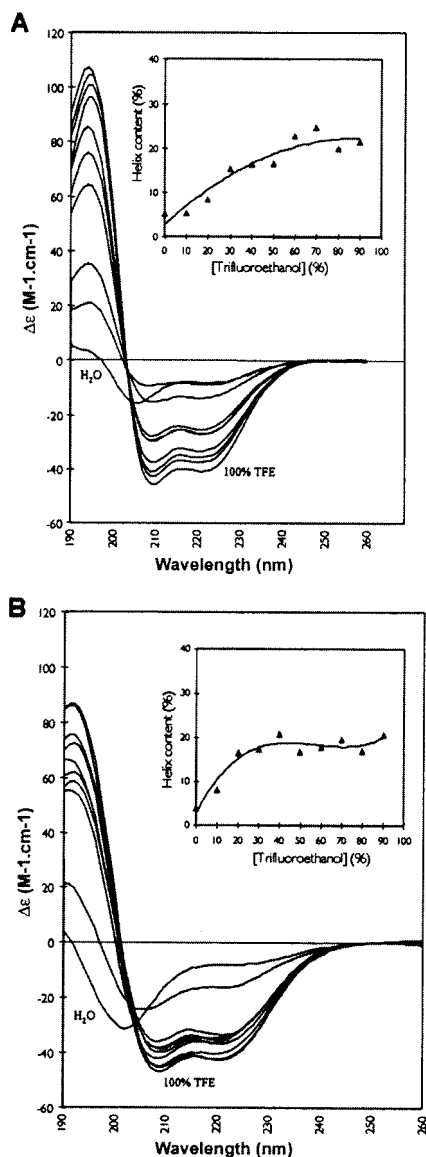 A
120
100
80
60
40
20
0
-20
-40
-60
Δε (M-1.cm-1)
190 200 210 220 230 240 250 260
Wavelength (nm)
H₂O
100% TFE
40
30
20
10
0
Helix content (%)
0 10 20 30 40 50 60 70 80 90 100
[Trifluoroethanol] (%)
B
120
100
80
60
40
20
0
-20
-40
-60
Δε (M-1.cm-1)
190 200 210 220 230 240 250 260
Wavelength (nm)
H₂O
100% TFE
40
30
20
10
0
Helix content (%)
0 10 20 30 40 50 60 70 80 90 100
[Trifluoroethanol] (%)